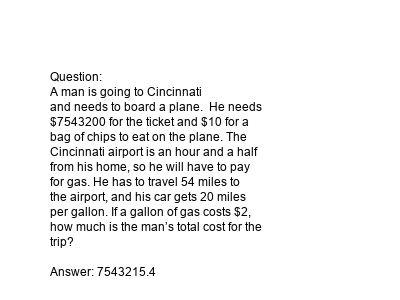 Question:
A man is going to Cincinnati
and needs to board a plane.  He needs
$7543200 for the ticket and $10 for a
bag of chips to eat on the plane. The
Cincinnati airport is an hour and a half
from his home, so he will have to pay
for gas. He has to travel 54 miles to
the airport, and his car gets 20 miles
per gallon. If a gallon of gas costs $2,
how much is the man’s total cost for the
trip?
Answer: 7543215.4